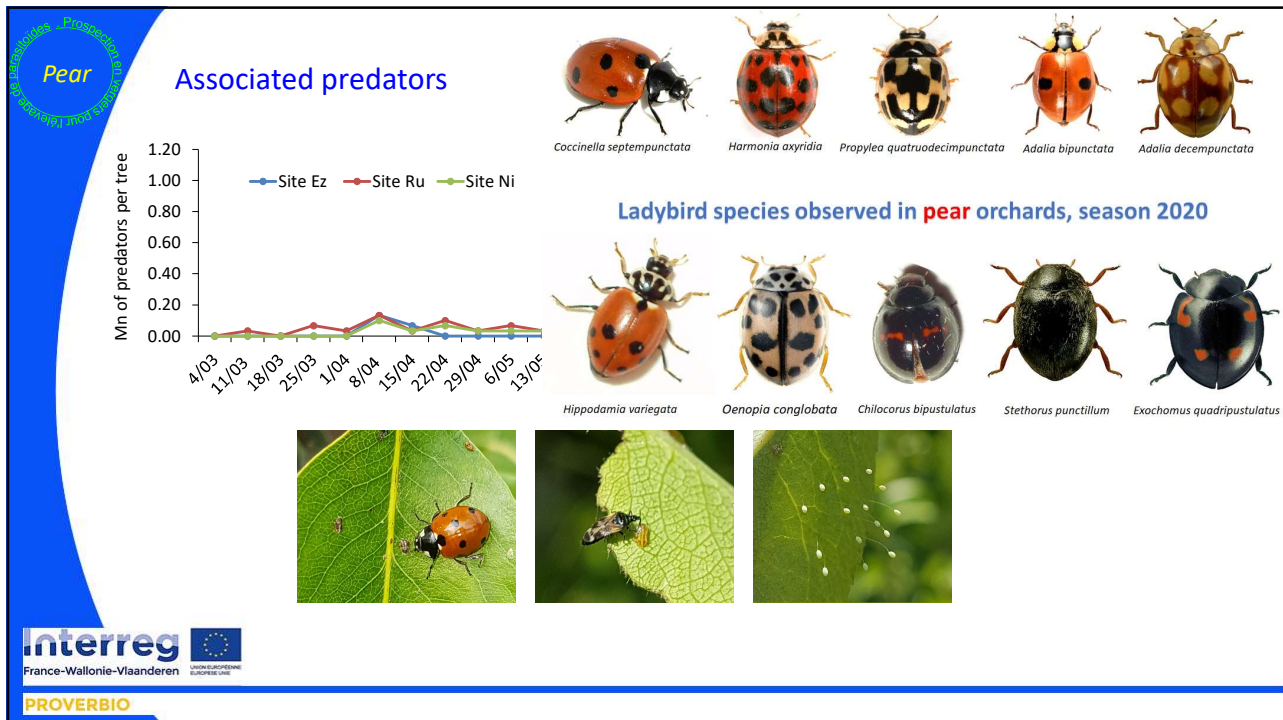 Prospection en vergers pour l'élevage de parasitoïdes -
Pear
Associated predators
Coccinella septempunctata
Harmonia axyridia
Propylea quatruodecimpunctata
Adalia bipunctata
Adalia decempunctata
Mn of predators per tree
1.20
1.00
0.80
0.60
0.40
0.20
0.00
Site Ez
Site Ru
Site Ni
4/03
11/03
18/03
25/03
1/04
8/04
15/04
22/04
29/04
6/05
13/05
Ladybird species observed in pear orchards, season 2020
Hippodamia variegata
Oenopia conglobata
Chilocorus bipustulatus
Stethorus punctillum
Exochomus quadripustulatus
Interreg
France-Wallonie-Vlaanderen
UNION EUROPÉENNE
EUROPESE UNIE
PROVERBIO